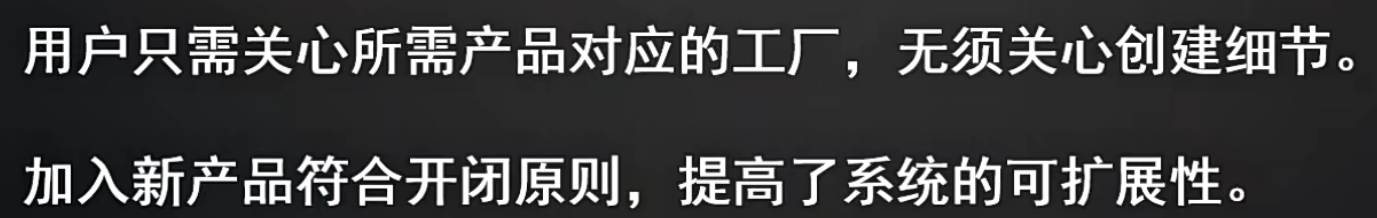 用户只需关心所需产品对应的工厂，无须关心创建细节。
加入新产品符合开闭原则，提高了系统的可扩展性。